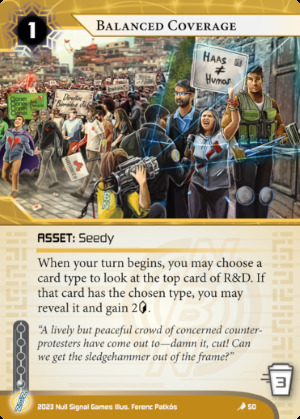 1
BALANCED COVERAGE
HAAS
≠
Human
ASSET: Seedy
When your turn begins, you may choose a
card type to look at the top card of R&D. If
that card has the chosen type, you may
reveal it and gain 2
"A lively but peaceful crowd of concerned counter-
protesters have come out to—damn it, cut! Can
we get the sledgehammer out of the frame?"
3
2023 Null Signal Games Illus. Ferenc Patkós
50